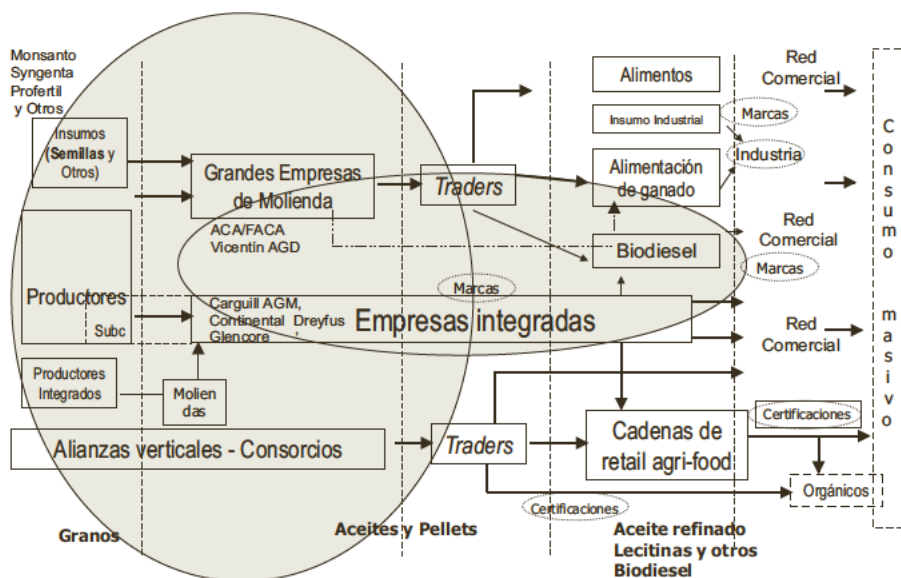 Monsanto
Syngenta
Profertil
y Otros
Insumos
(Semillas y
Otros)
Grandes Empresas
de Molienda
ACA/FACA
Vicentín AGD
Traders
Alimentos
Insumo Industrial
Alimentación
de ganado
Biodiesel
Red
Comercial
Marcas
Industria
Red
Comercial
Marcas
Red
Comercial
Consumo masivo
Productores
Subc
Marcas
Carguill AGM,
Continental Dreyfus
Glencore ,
Empresas integradas
Productores
Integrados
Molien
das
Alianzas verticales - Consorcios
Traders
Cadenas de
retail agri-food
Certificaciones
Orgánicos
Certificaciones
Granos
Aceites y Pellets
Aceite refinado
Lecitinas y otros
Biodiesel